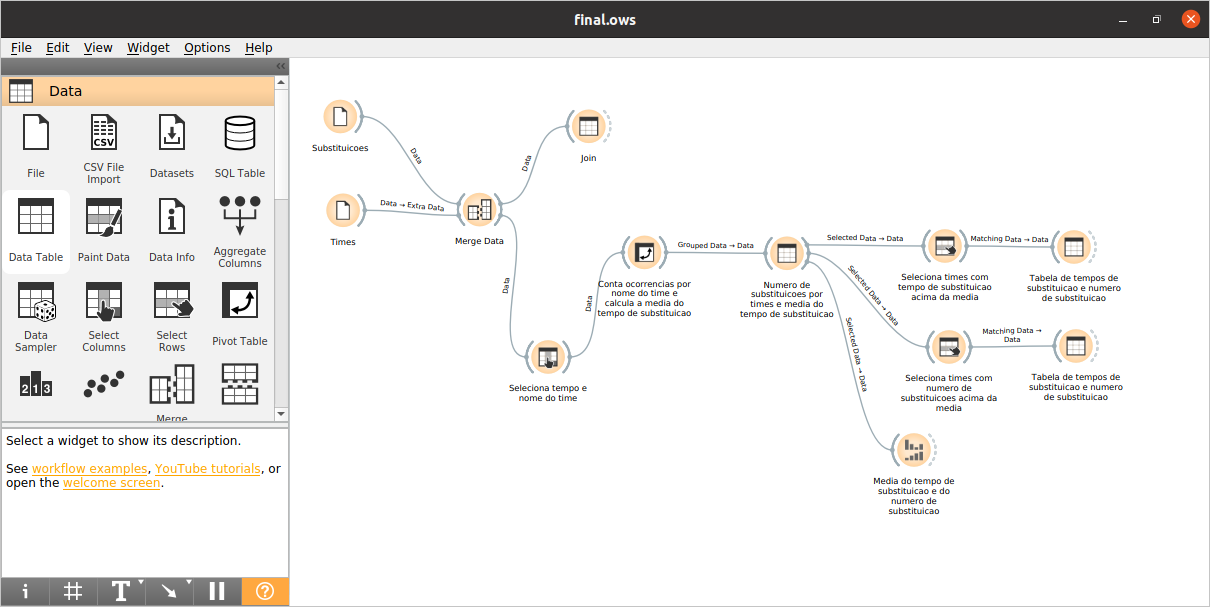 final.ows
File Edit View Widget Options Help
Data
File
CSV File
Import
Datasets
SQL Table
Data Table
Paint Data
Data Info
Aggregate
Columns
Data
Sampler
Select
Columns
Select
Rows
Pivot Table
1 2 3
Merge
Select a widget to show its description.
See workflow examples, YouTube tutorials, or
open the welcome screen.
Substituicoes
Data
Times
Data → Extra Data
Merge Data
Data
Join
Data
Seleciona tempo e
nome do time
Data
Conta ocorrencias por
nome do time e
calcula a media do
tempo de substituicao
Grouped Data → Data
Numero de
substituicoes por
times e media do
tempo de substituicao
Selected Data → Data
Seleciona times com
tempo de substituicao
acima da media
Matching Data → Data
Tabela de tempos de
substituicao e numero
de substituicao
Selected Data → Data
Seleciona times com
numero de
substituicoes acima da
media
Matching Data →
Data
Tabela de tempos de
substituicao e numero
de substituicao
Selected Data → Data
Media do tempo de
substituicao e do
numero de
substituicao